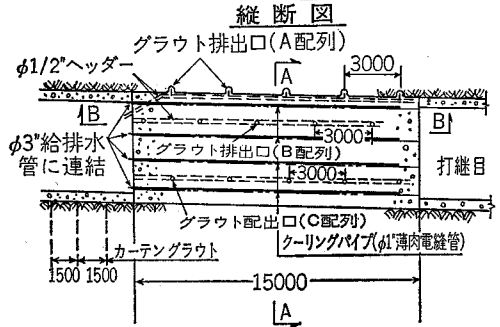 縦断図
グラウト排出口(A配列)
φ1/2"ヘッダー
A
3000
B
B
φ3"給排水
管に連結
3000
グラウト排出口(B配列)
打継目
3000
グラウト配出口(C配列)
カーテングラウト
クーリングパイプ(φ1"薄肉電縫管)
1500 1500
15000
A